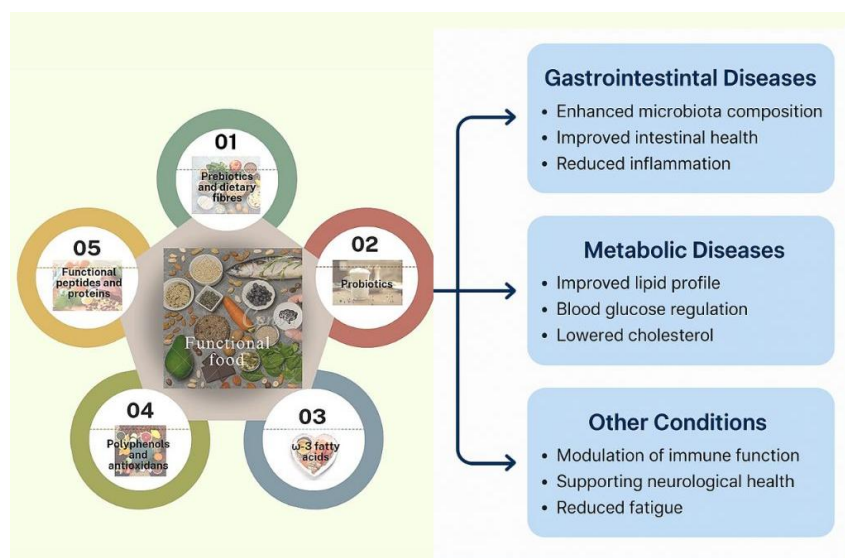 01
Prebiotics
and dietary
fibres
02
Probiotics
03
ω-3 fatty
acids
04
Polyphenols
and
antioxidans
05
Functional
peptides and
proteins
Functional
food
Gastrointestintal Diseases
• Enhanced microbiota composition
• Improved intestinal health
• Reduced inflammation
Metabolic Diseases
• Improved lipid profile
• Blood glucose regulation
• Lowered cholesterol
Other Conditions
• Modulation of immune function
• Supporting neurological health
• Reduced fatigue